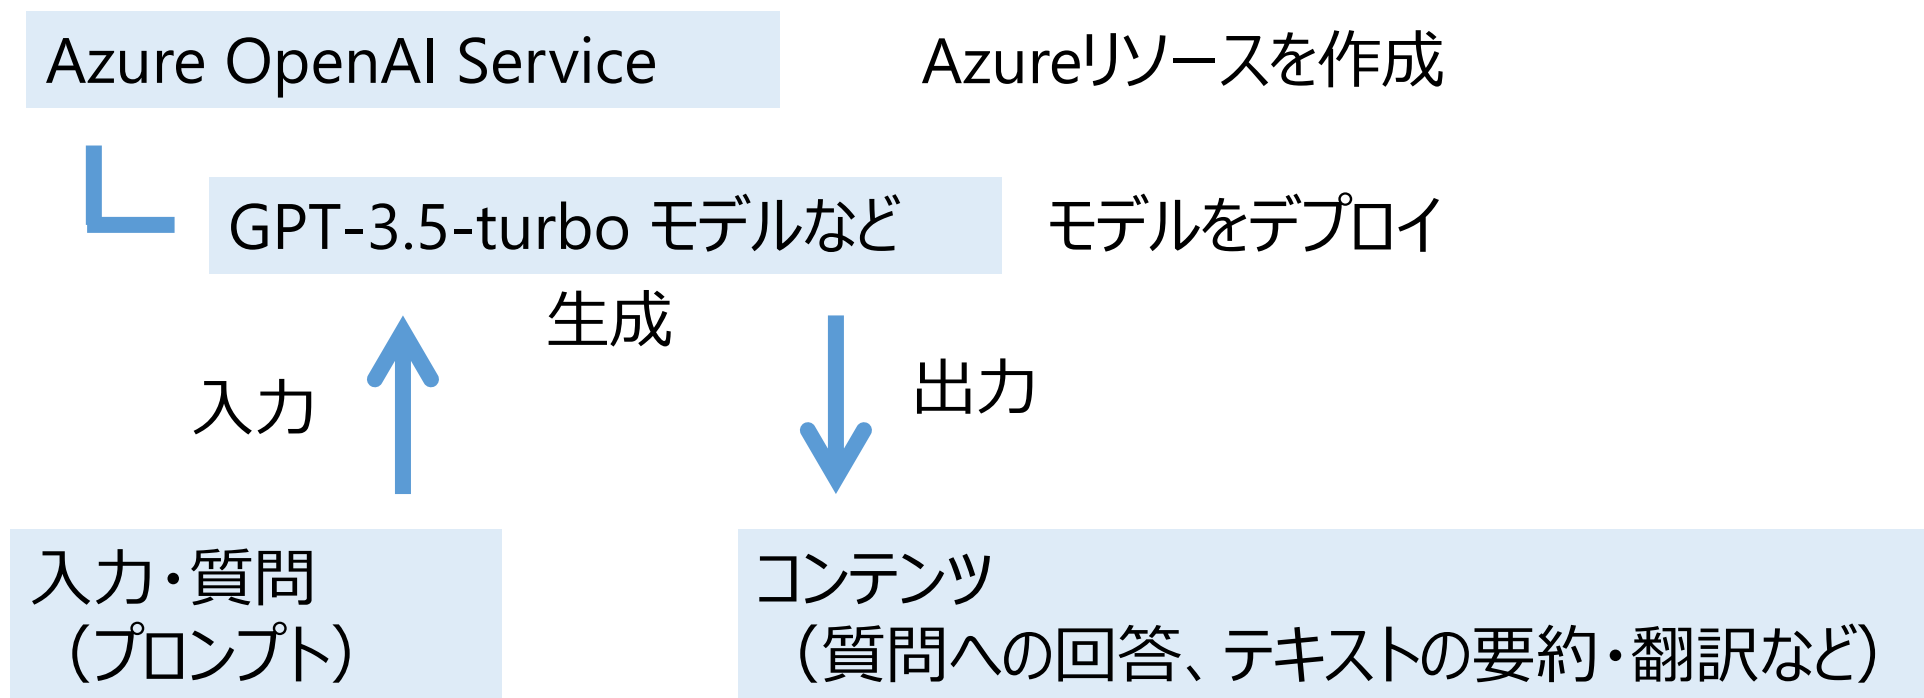 Azure OpenAI Service
Azureリソースを作成
GPT-3.5-turbo モデルなど
モデルをデプロイ
生成
入力
出力
入力・質問
（プロンプト）
コンテンツ
（質問への回答、テキストの要約・翻訳など）